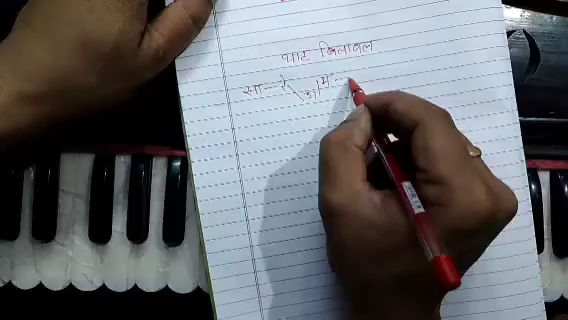 थाट बिलावल
सा - रे ग म -